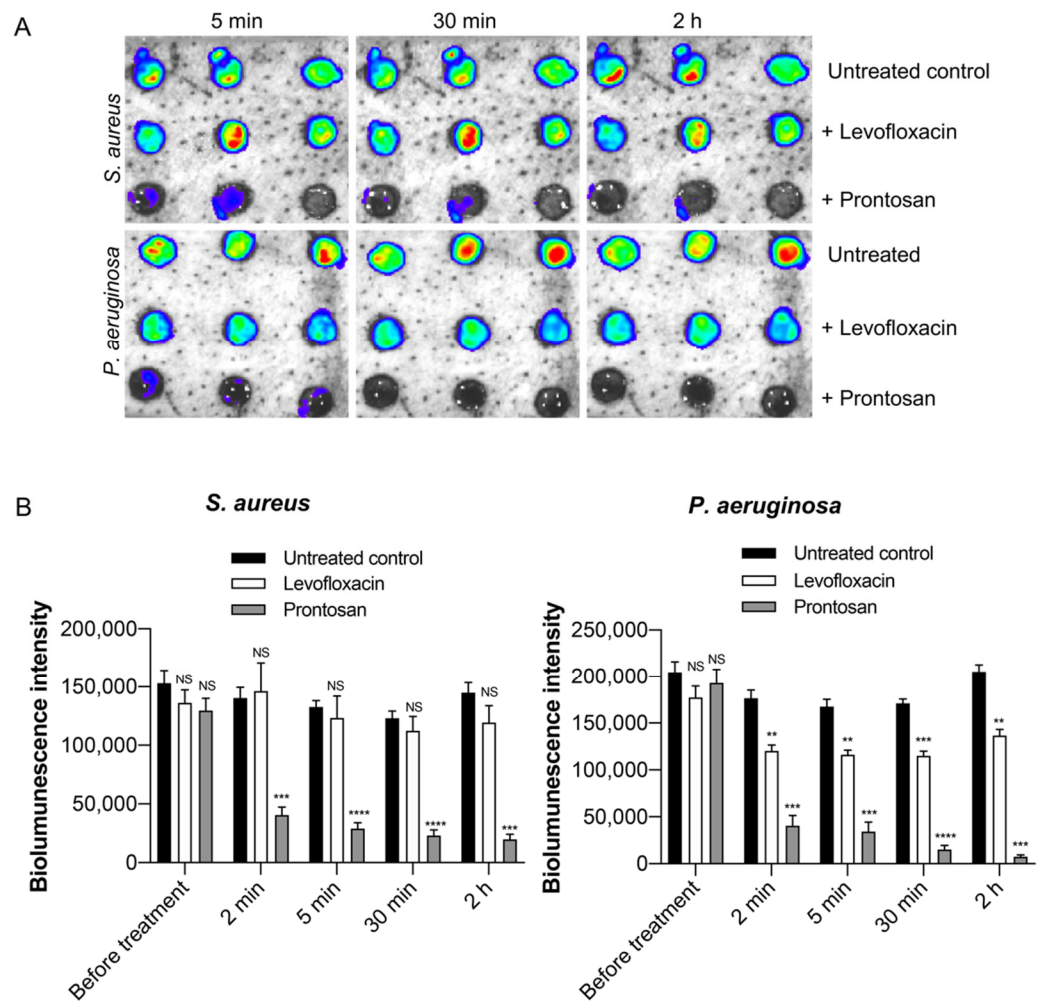 A
5 min 30 min 2 h
S. aureus
Untreated control
+ Levofloxacin
+ Prontosan
P. aeruginosa
Untreated
+ Levofloxacin
+ Prontosan
B
S. aureus
Untreated control
Levofloxacin
Prontosan
Biolumunescence intensity
200,000
150,000
100,000
50,000
0
NS NS NS *** NS **** NS **** NS ***
Before treatment 2 min 5 min 30 min 2 h
P. aeruginosa
Untreated control
Levofloxacin
Prontosan
Biolumunescence intensity
250,000
200,000
150,000
100,000
50,000
0
NS NS ** *** ** *** *** **** ** ***
Before treatment 2 min 5 min 30 min 2 h